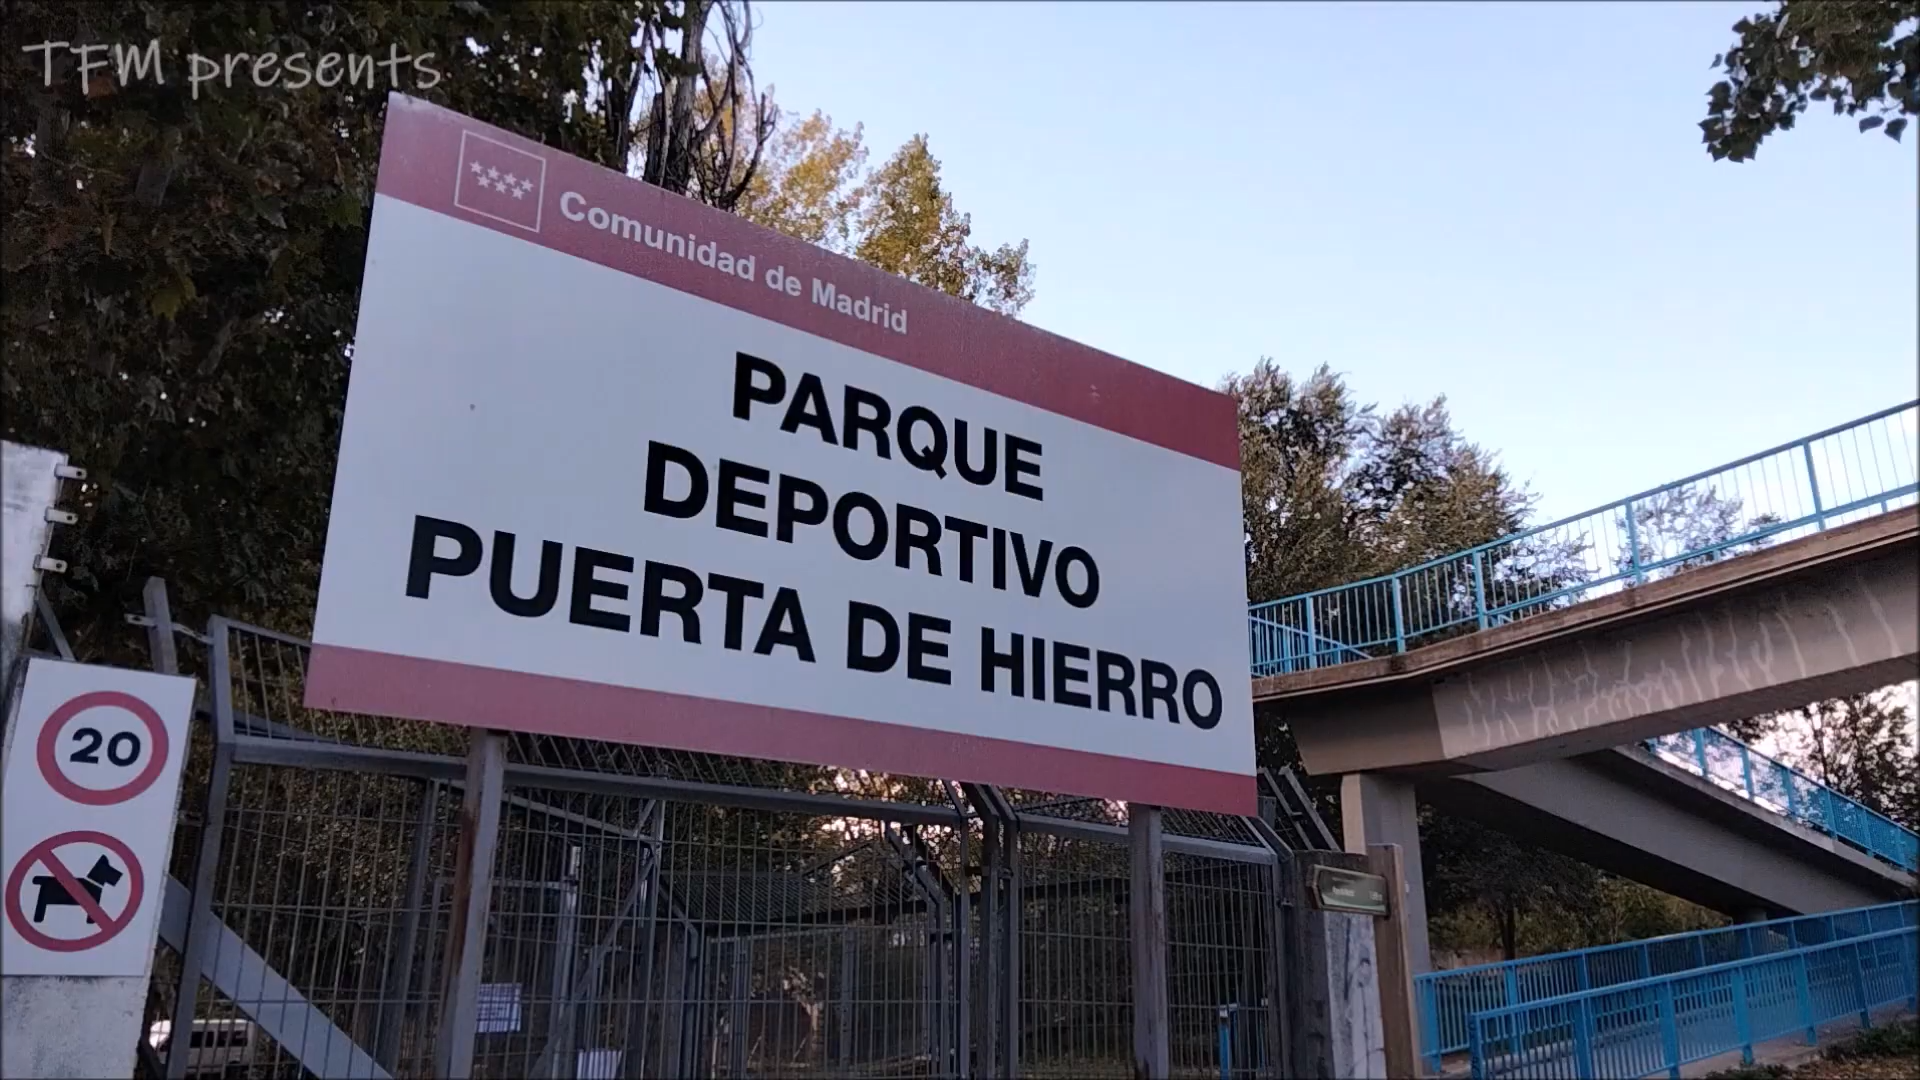 TFM presents
Comunidad de Madrid
PARQUE
DEPORTIVO
PUERTA DE HIERRO
20